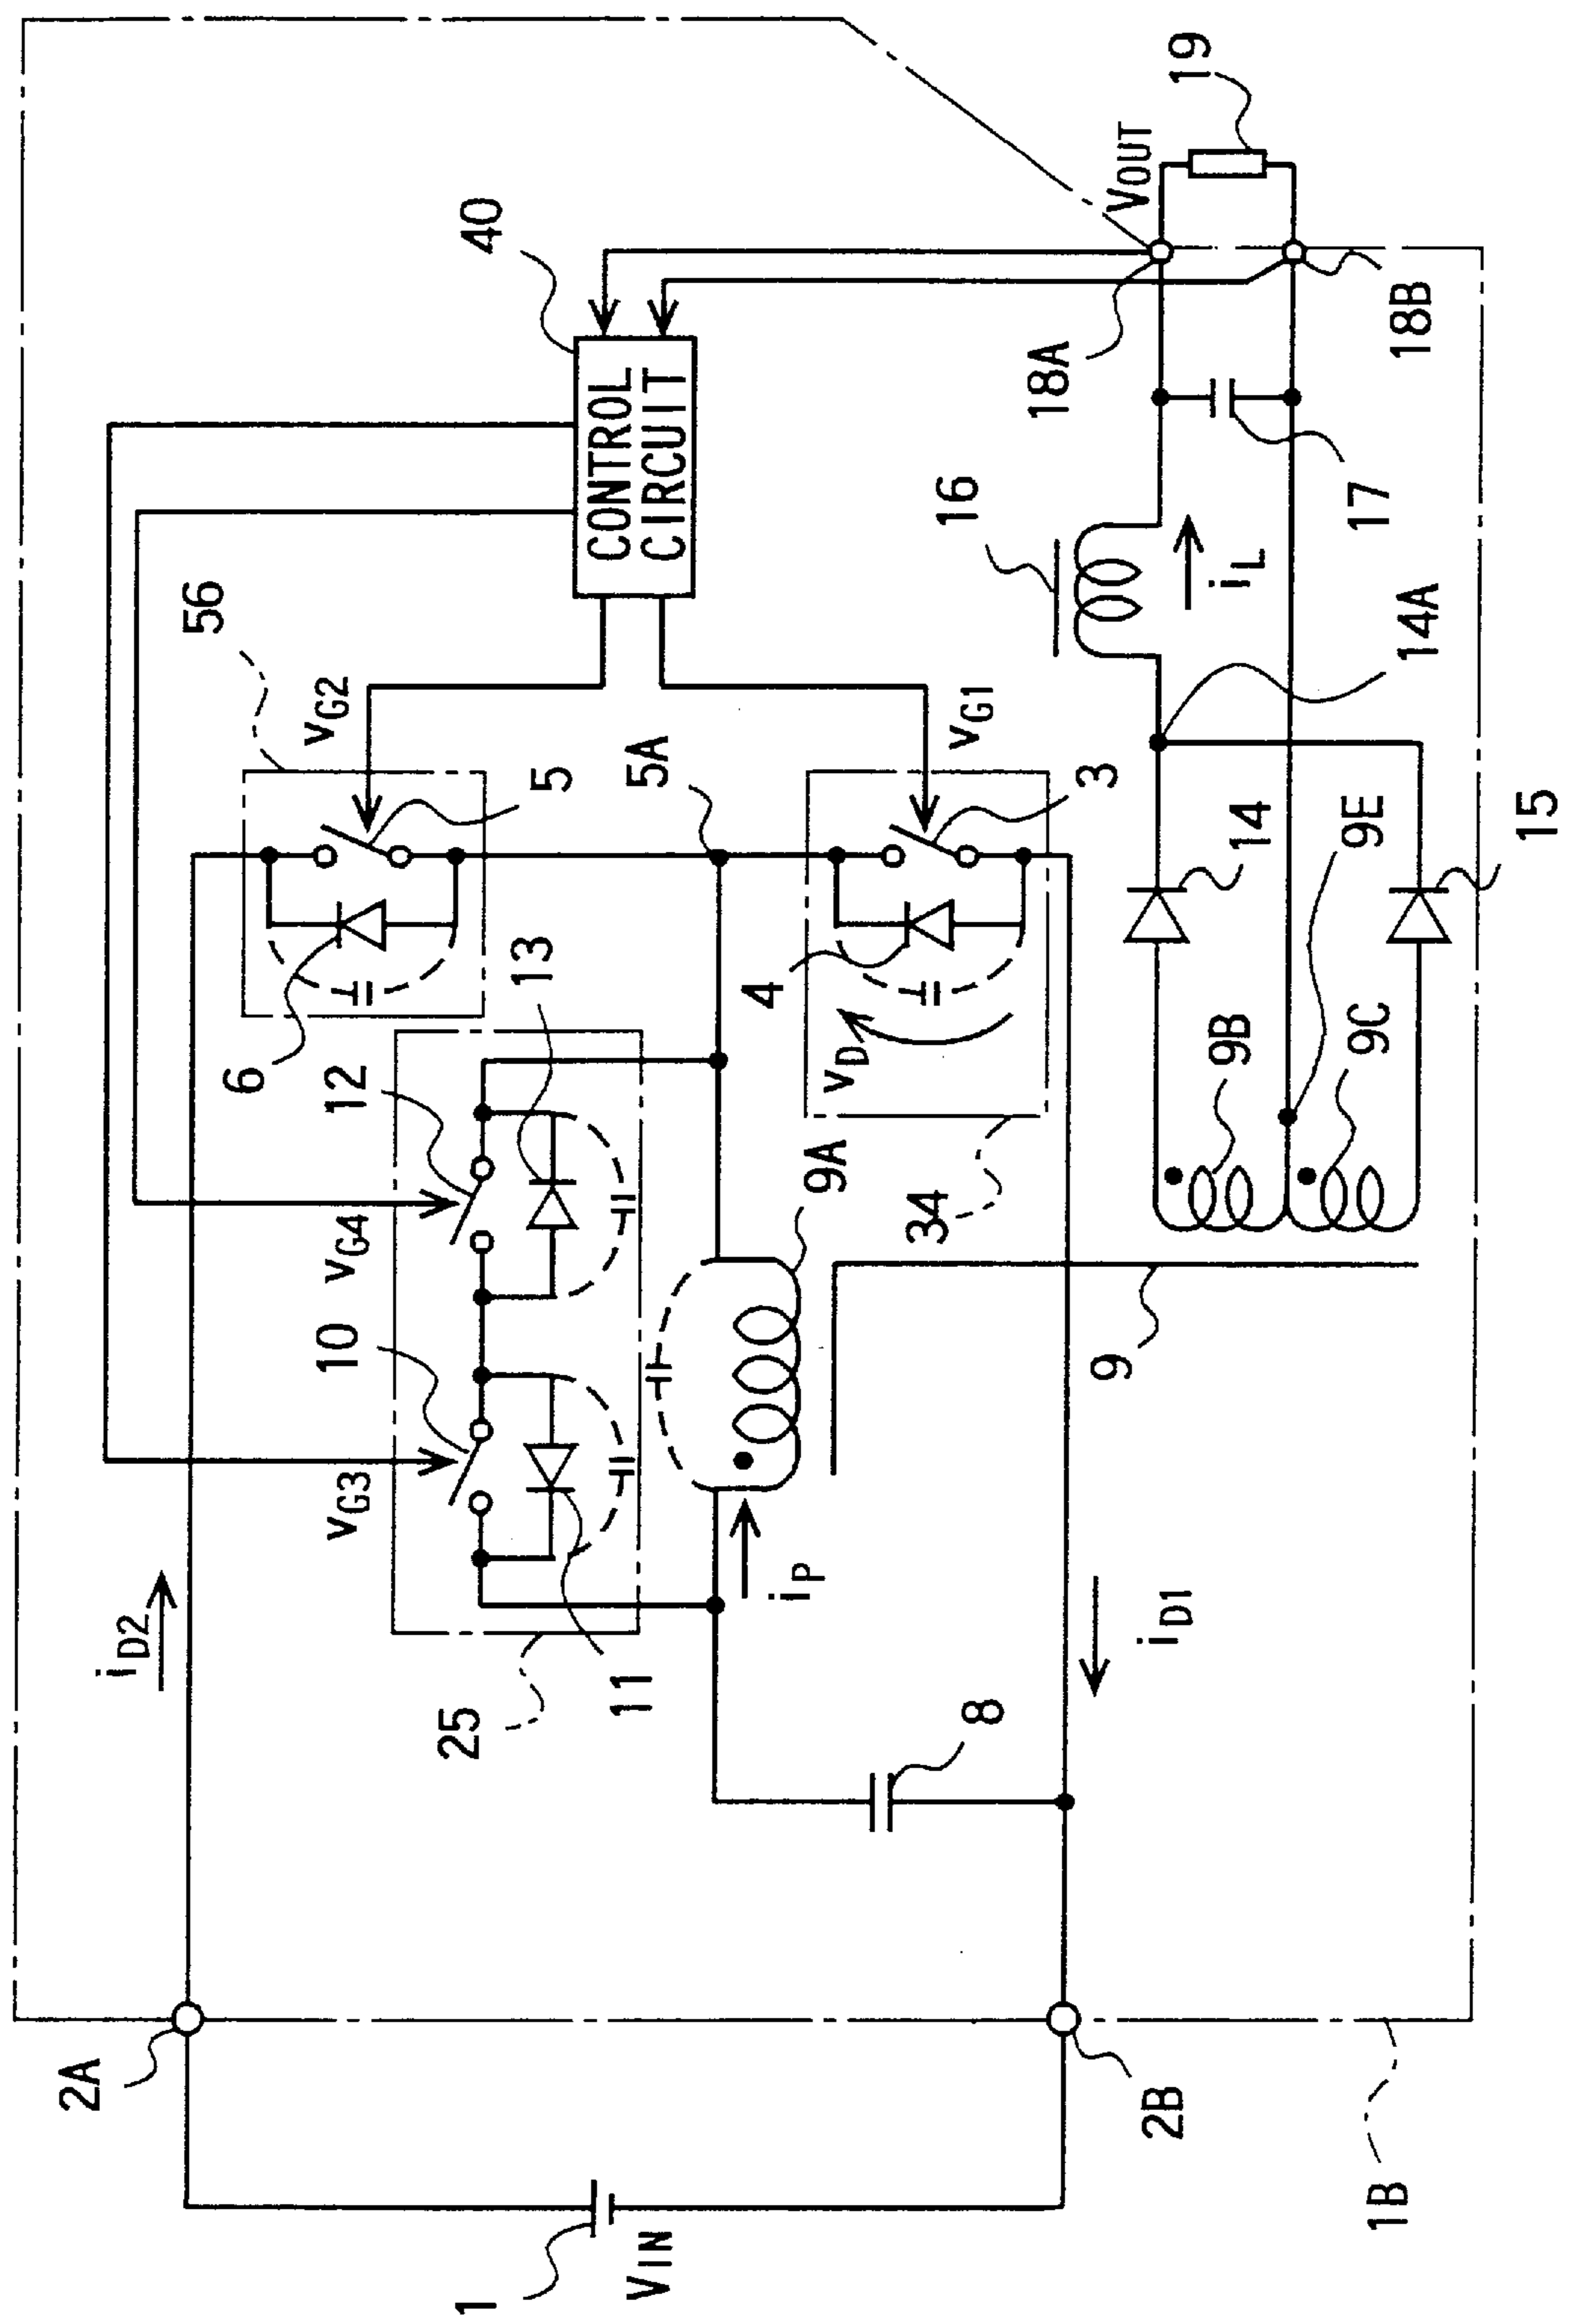 1
VIN
2A
2B
1B
iD2
iD1
8
25
11
iP
vG3
10
vG4
12
13
6
9A
9
34
vD
4
56
vG2
5
5A
vG1
3
40
CONTROL
CIRCUIT
9B
9C
9E
14
15
14A
16
iL
17
18A
18B
VOUT
19